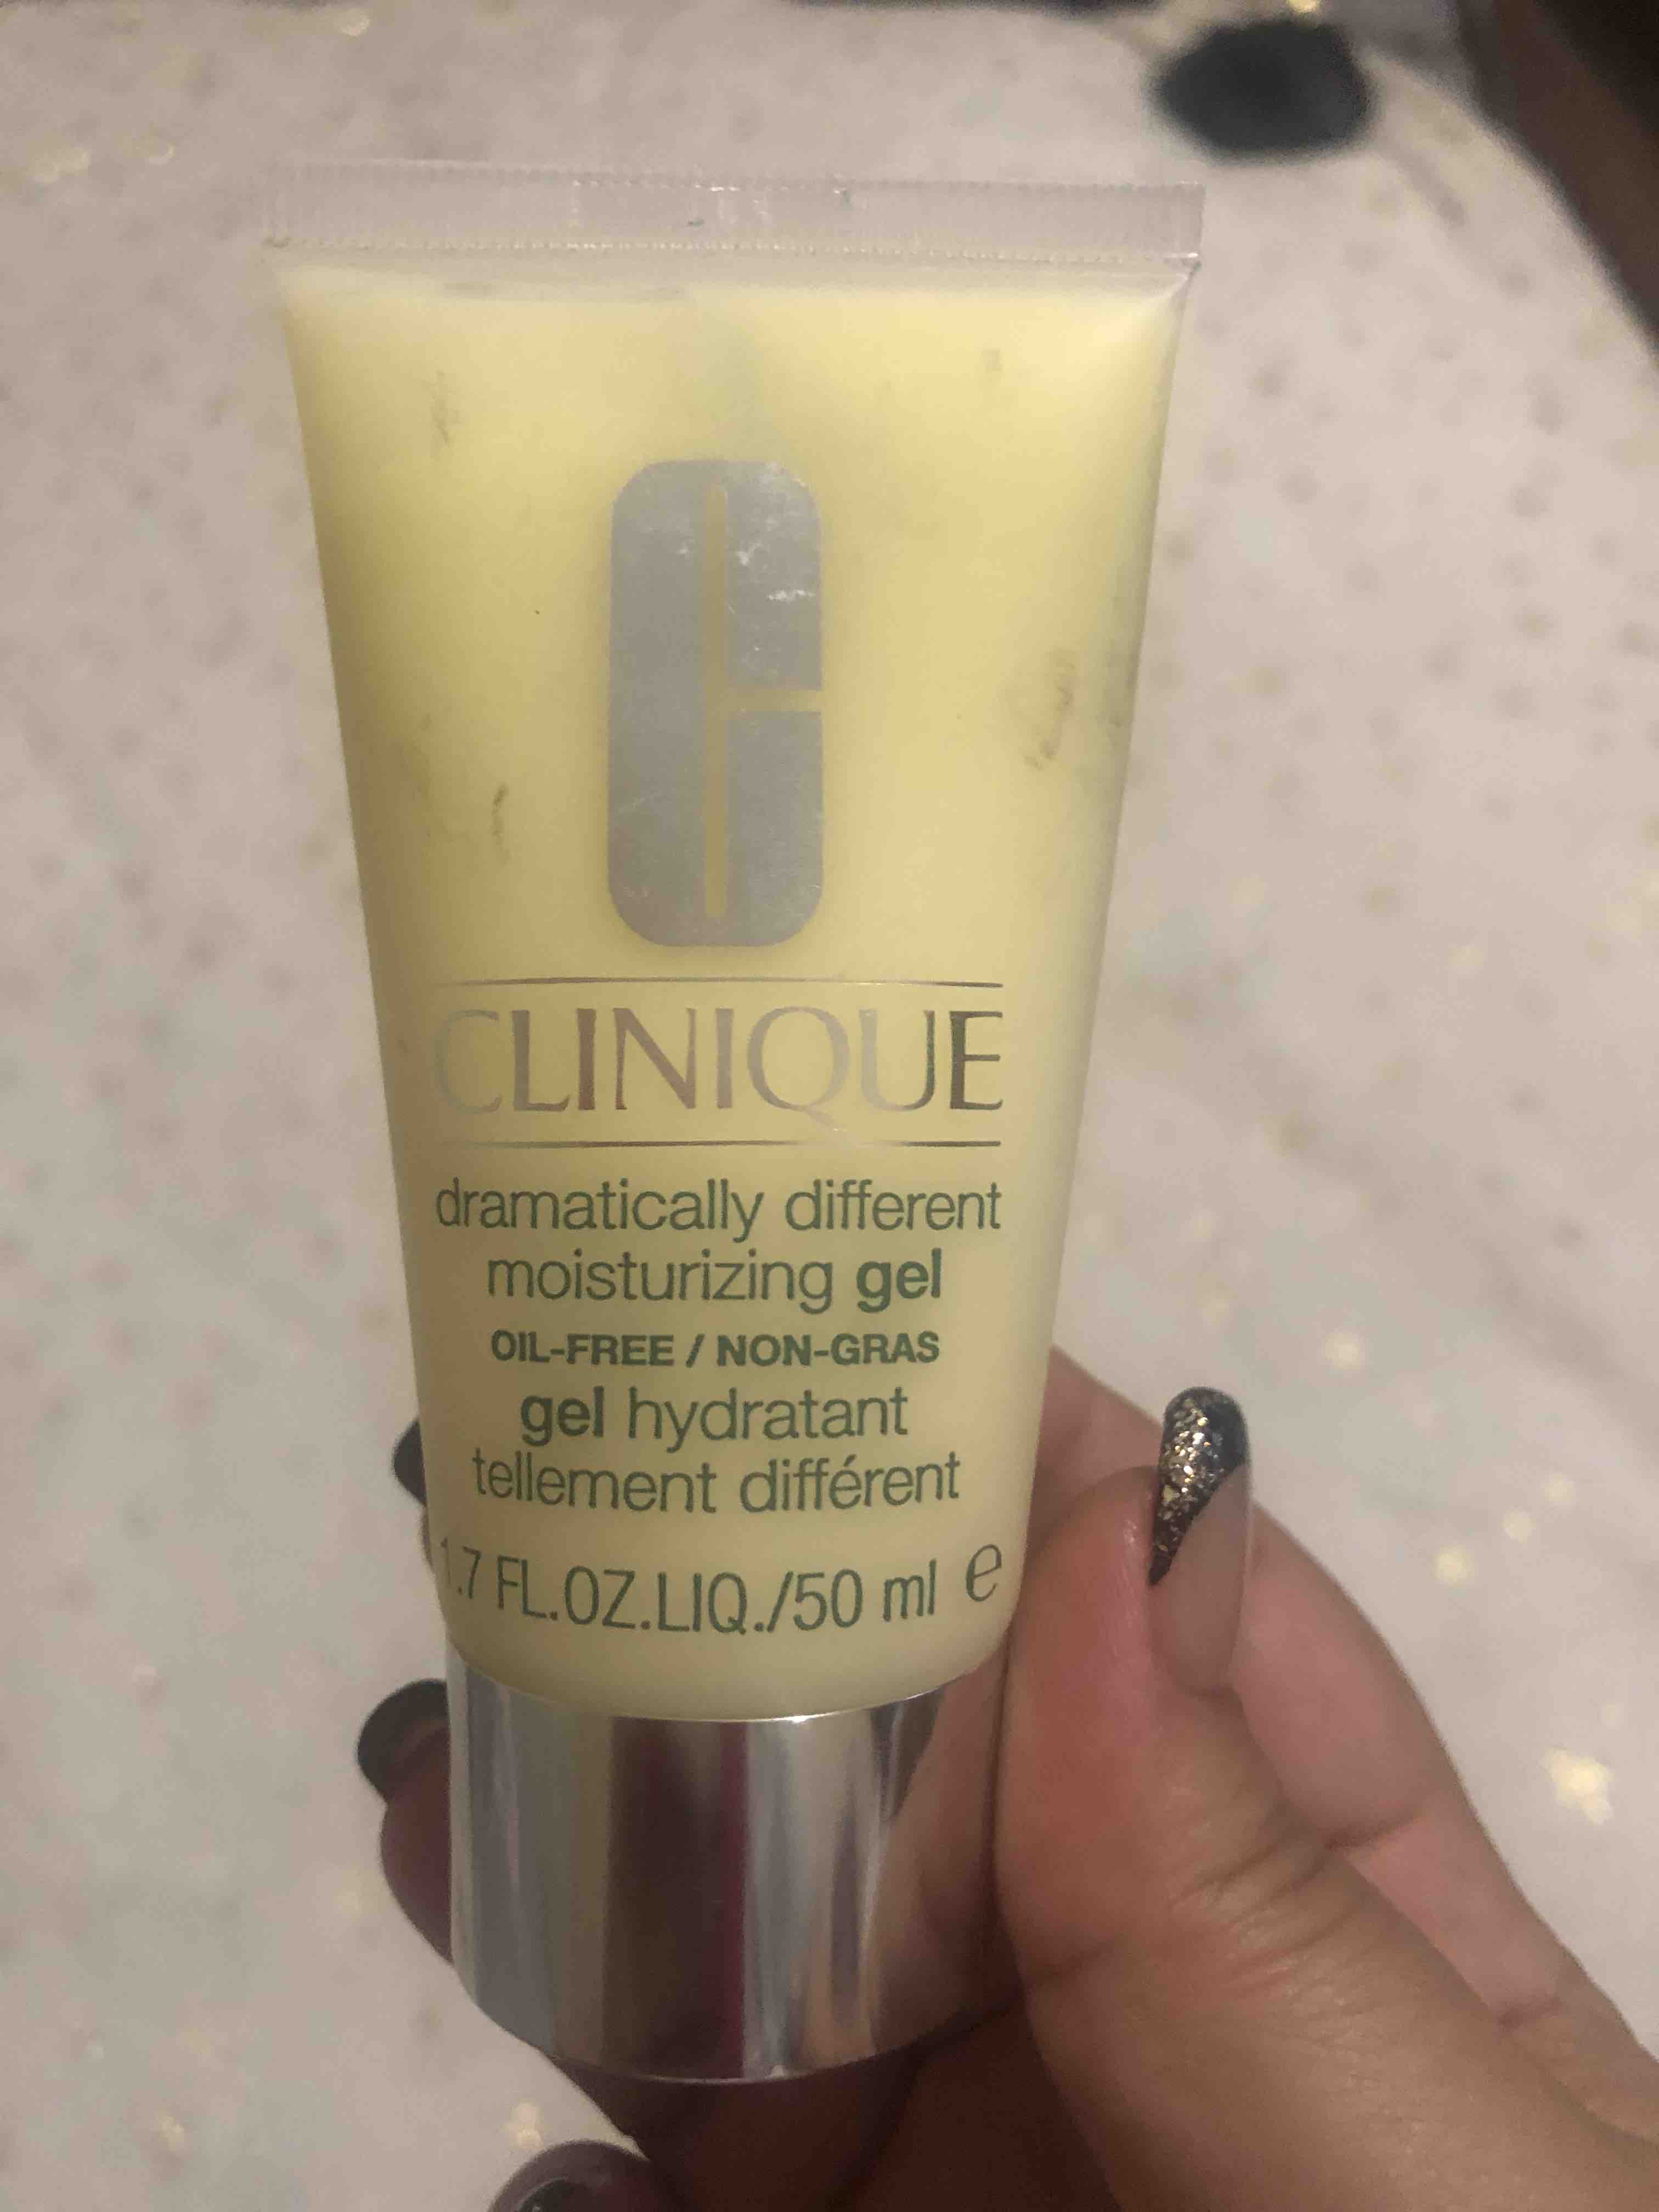 CLINIQUE
dramatically different
moisturizing gel
OIL-FREE / NON-GRAS
gel hydratant
tellement différent
1.7 FL.OZ.LIQ./50 ml e